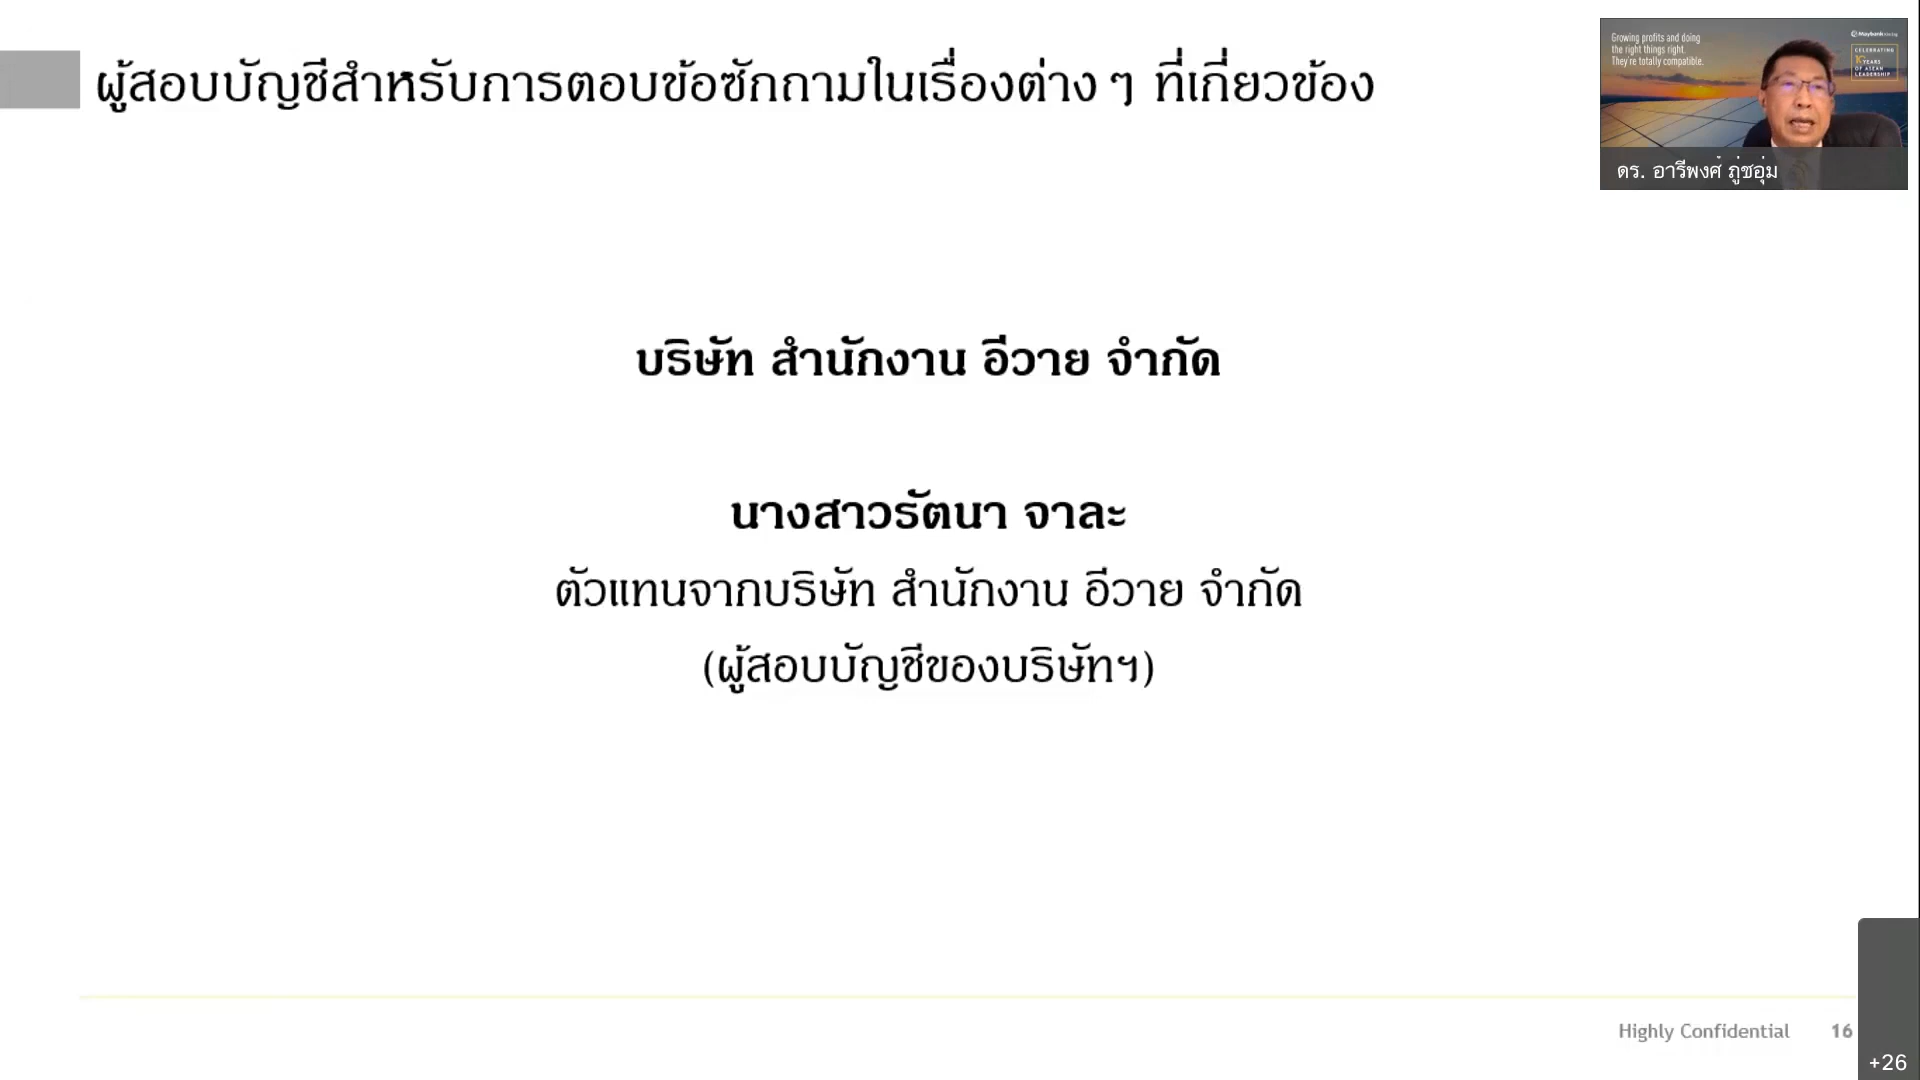 ผู้สอบบัญชีสำหรับการตอบข้อซักถามในเรื่องต่าง ๆ ที่เกี่ยวข้อง
Growing profits and doing
the right things right.
They're totally compatible.
Maybank
CELEBRATING
10 YEARS
OF ASEAN
LEADERSHIP
ดร. อารีพงศ์ ภู่ชอุ่ม
บริษัท สำนักงาน อีวาย จำกัด
นางสาวรัตนา จาละ
ตัวแทนจากบริษัท สำนักงาน อีวาย จำกัด
(ผู้สอบบัญชีของบริษัทฯ)
Highly Confidential 16
+26